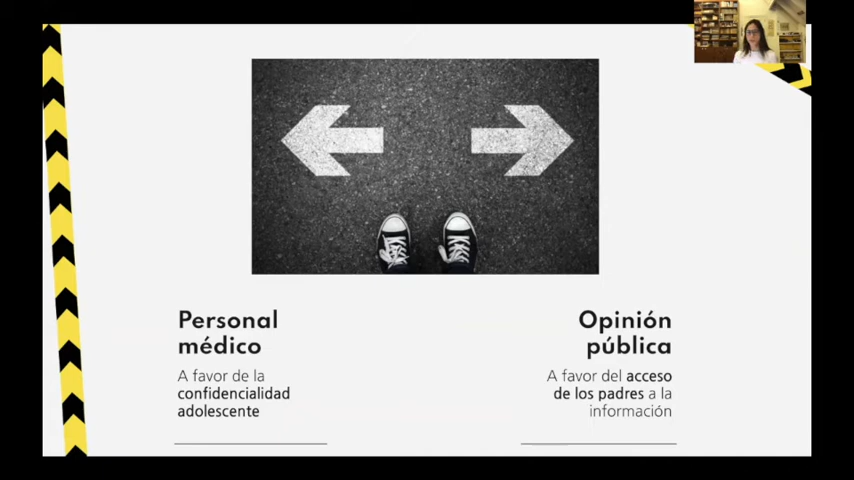 Personal
médico
A favor de la
confidencialidad
adolescente
Opinión
pública
A favor del acceso
de los padres a la
información